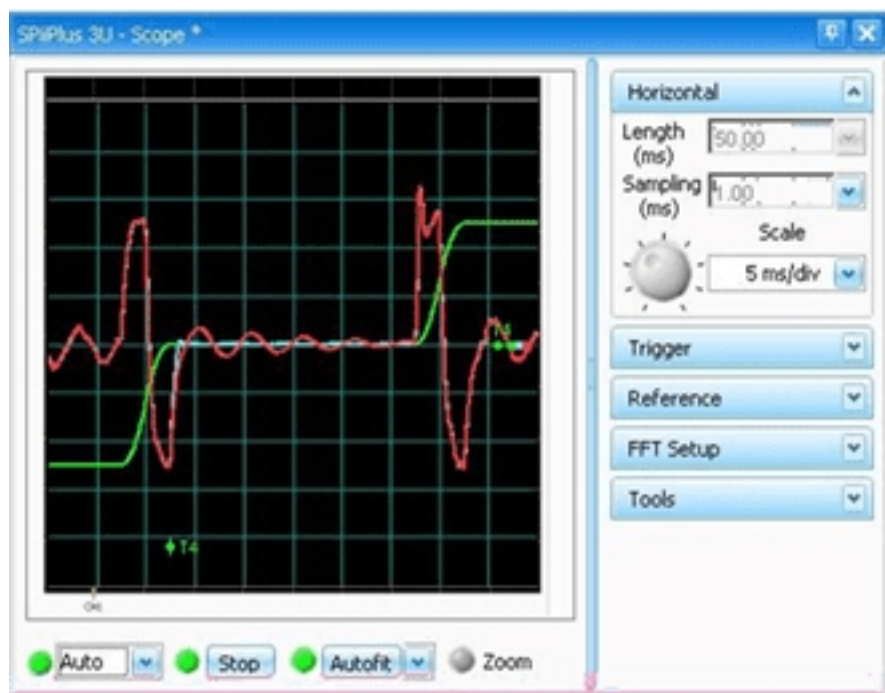 SPiiPlus 3U - Scope *
Horizontal
Length
(ms)
50.00
Sampling
(ms)
1.00
Scale
5 ms/div
Trigger
Reference
FFT Setup
Tools
T4
Auto
Stop
Autofit
Zoom